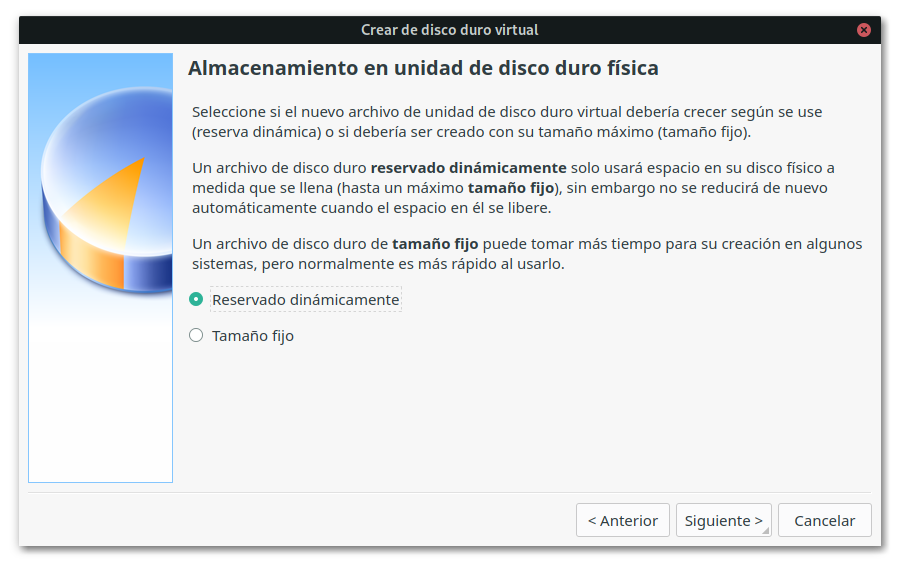 Crear de disco duro virtual
Almacenamiento en unidad de disco duro física
Seleccione si el nuevo archivo de unidad de disco duro virtual debería crecer según se use
(reserva dinámica) o si debería ser creado con su tamaño máximo (tamaño fijo).
Un archivo de disco duro reservado dinámicamente solo usará espacio en su disco físico a
medida que se llena (hasta un máximo tamaño fijo), sin embargo no se reducirá de nuevo
automáticamente cuando el espacio en él se libere.
Un archivo de disco duro de tamaño fijo puede tomar más tiempo para su creación en algunos
sistemas, pero normalmente es más rápido al usarlo.
Reservado dinámicamente
Tamaño fijo
< Anterior
Siguiente >
Cancelar